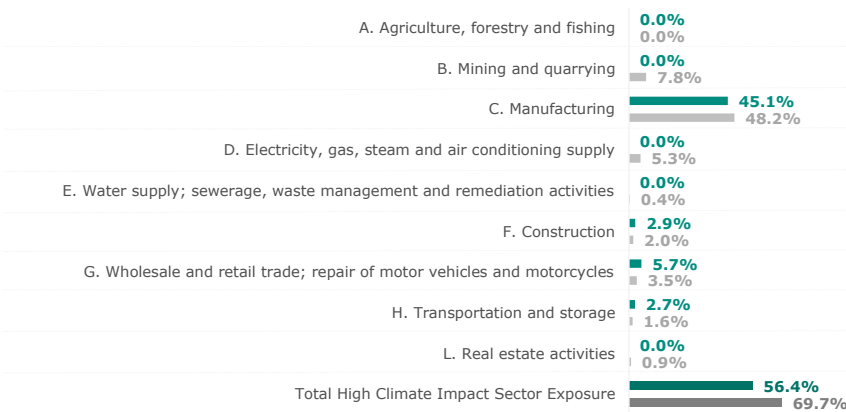 A. Agriculture, forestry and fishing 0.0%
0.0%
B. Mining and quarrying 0.0%
7.8%
C. Manufacturing 45.1%
48.2%
D. Electricity, gas, steam and air conditioning supply 0.0%
5.3%
E. Water supply; sewerage, waste management and remediation activities 0.0%
0.4%
F. Construction 2.9%
2.0%
G. Wholesale and retail trade; repair of motor vehicles and motorcycles 5.7%
3.5%
H. Transportation and storage 2.7%
1.6%
L. Real estate activities 0.0%
0.9%
Total High Climate Impact Sector Exposure 56.4%
69.7%